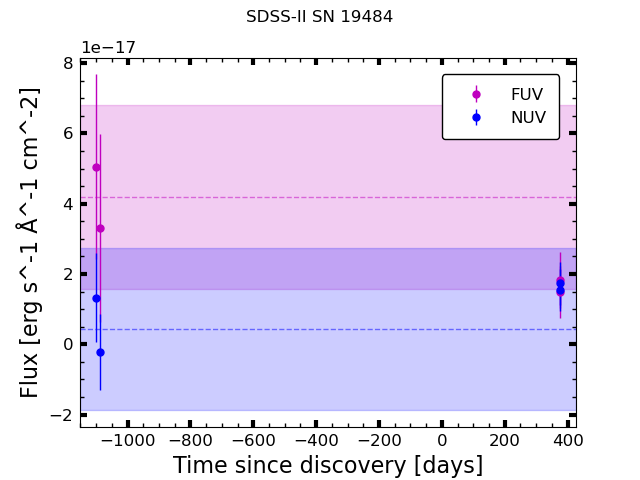 SDSS-II SN 19484
1e−17
8
6
4
2
0
−2
Flux [erg s^-1 Å^-1 cm^-2]
FUV
NUV
−1000 −800 −600 −400 −200 0 200 400
Time since discovery [days]